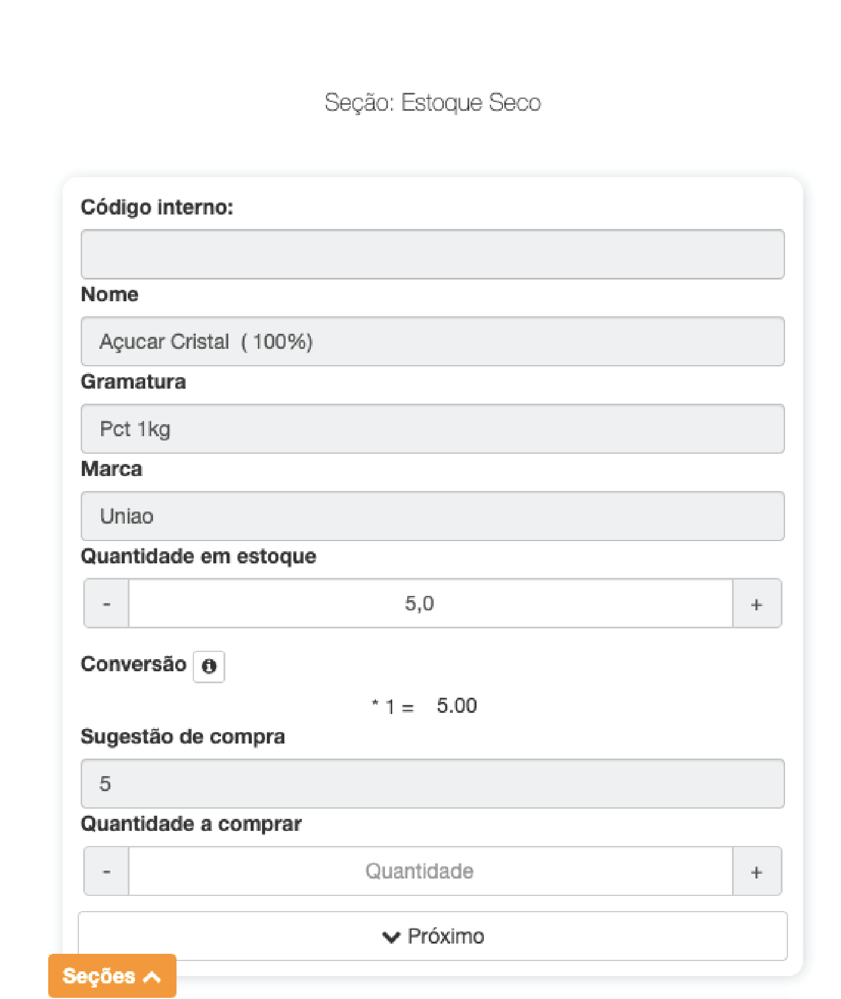 Seção: Estoque Seco
Código interno:
Nome
Açucar Cristal  ( 100%)
Gramatura
Pct 1kg
Marca
Uniao
Quantidade em estoque
- 5,0 +
Conversão
* 1 = 5.00
Sugestão de compra
5
Quantidade a comprar
- Quantidade +
Próximo
Seções